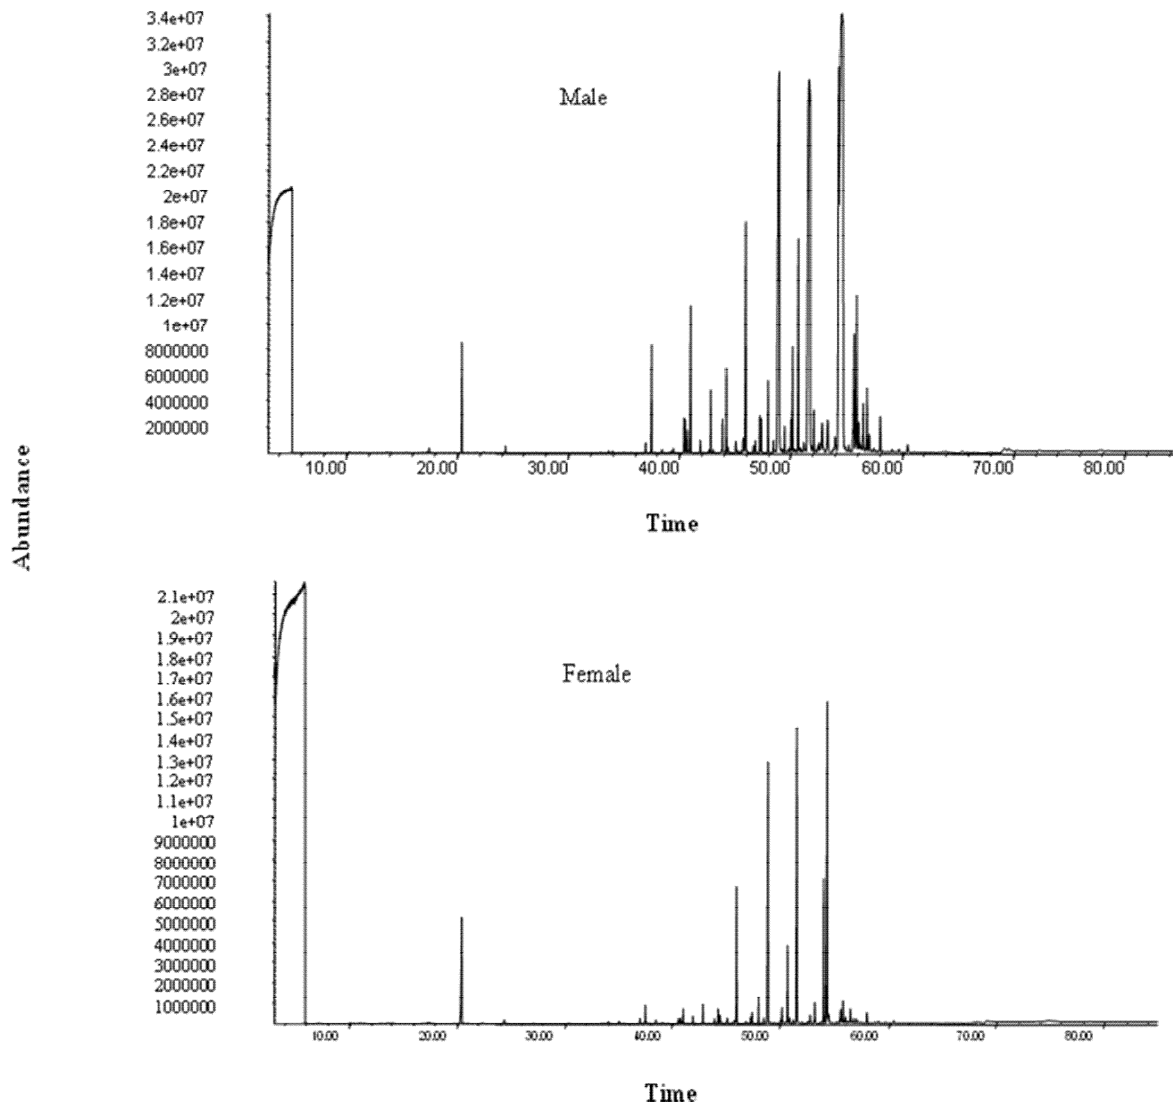 3.4e+07
3.2e+07
3e+07
2.8e+07
2.6e+07
2.4e+07
2.2e+07
2e+07
1.8e+07
1.6e+07
1.4e+07
1.2e+07
1e+07
8000000
6000000
4000000
2000000
Male
10.00 20.00 30.00 40.00 50.00 60.00 70.00 80.00
Time
Abundance
2.1e+07
2e+07
1.9e+07
1.8e+07
1.7e+07
1.6e+07
1.5e+07
1.4e+07
1.3e+07
1.2e+07
1.1e+07
1e+07
9000000
8000000
7000000
6000000
5000000
4000000
3000000
2000000
1000000
Female
10.00 20.00 30.00 40.00 50.00 60.00 70.00 80.00
Time